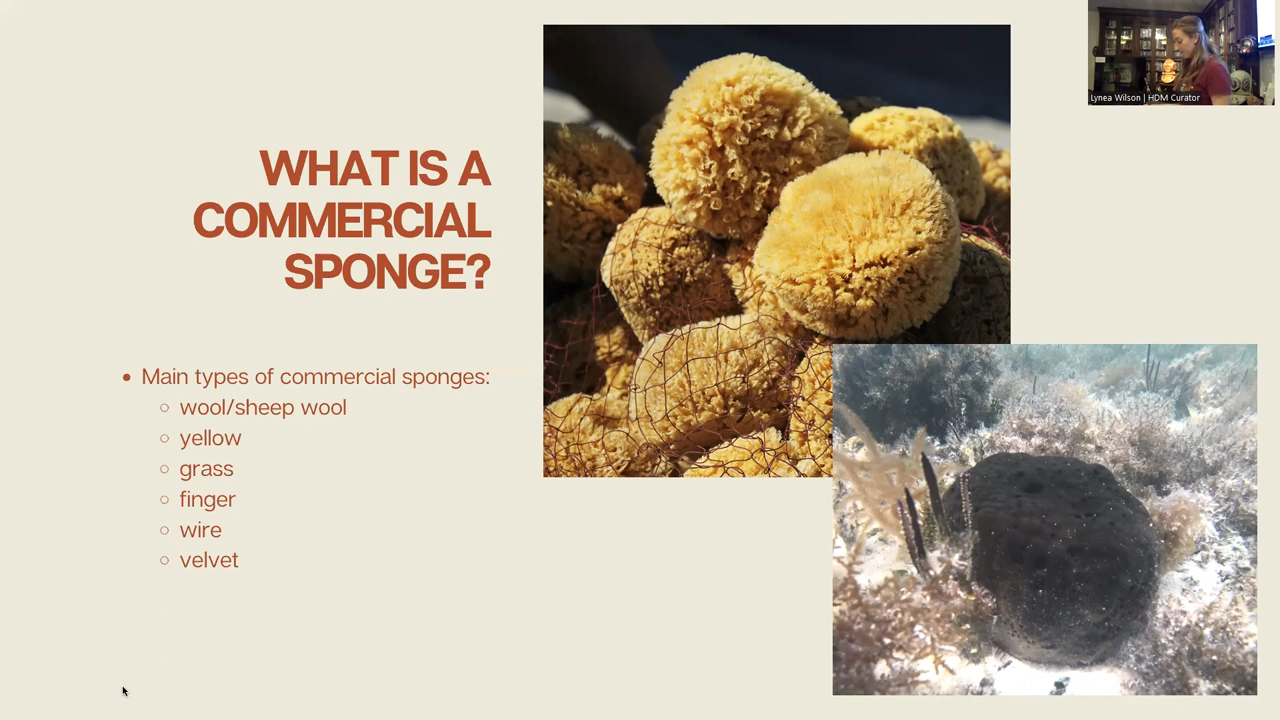 WHAT IS A
COMMERCIAL
SPONGE?
• Main types of commercial sponges:
○ wool/sheep wool
○ yellow
○ grass
○ finger
○ wire
○ velvet
Lynea Wilson | HDM Curator